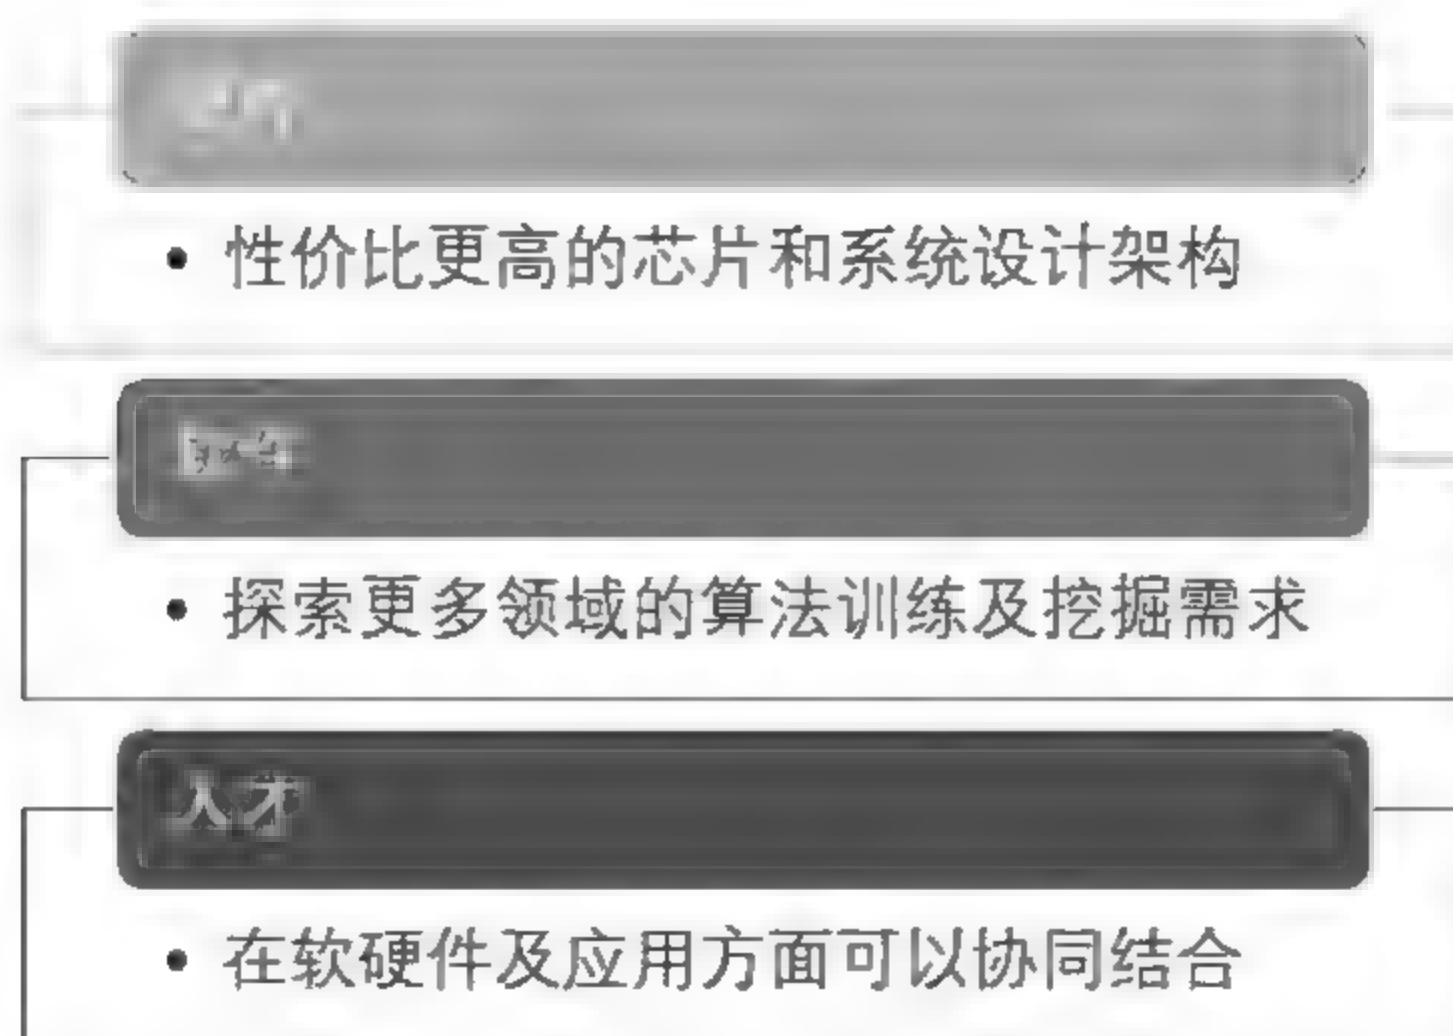 • 性价比更高的芯片和系统设计架构
• 探索更多领域的算法训练及挖掘需求
人才
• 在软硬件及应用方面可以协同结合